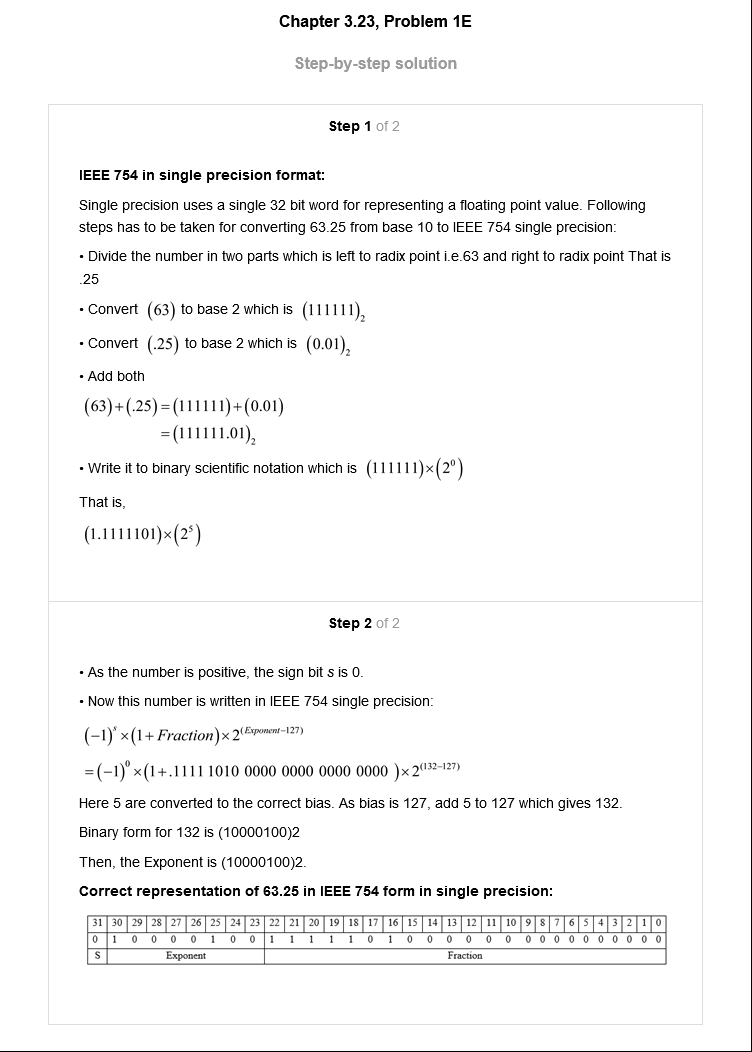 Chapter 3.23, Problem 1E
Step-by-step solution
Step 1 of 2
IEEE 754 in single precision format:
Single precision uses a single 32 bit word for representing a floating point value. Following
steps has to be taken for converting 63.25 from base 10 to IEEE 754 single precision:
• Divide the number in two parts which is left to radix point i.e.63 and right to radix point That is
.25
• Convert (63) to base 2 which is (111111)₂
• Convert (.25) to base 2 which is (0.01)₂
• Add both
(63)+(.25)=(111111)+(0.01)
=(111111.01)₂
• Write it to binary scientific notation which is (111111)×(2⁰)
That is,
(1.1111101)×(2⁵)
Step 2 of 2
• As the number is positive, the sign bit s is 0.
• Now this number is written in IEEE 754 single precision:
(−1)^s ×(1+Fraction)×2^(Exponent−127)
=(−1)⁰×(1+.1111 1010 0000 0000 0000 0000 )×2^(132−127)
Here 5 are converted to the correct bias. As bias is 127, add 5 to 127 which gives 132.
Binary form for 132 is (10000100)2
Then, the Exponent is (10000100)2.
Correct representation of 63.25 in IEEE 754 form in single precision:
31 30 29 28 27 26 25 24 23 22 21 20 19 18 17 16 15 14 13 12 11 10 9 8 7 6 5 4 3 2 1 0
0 1 0 0 0 0 1 0 0 1 1 1 1 1 0 1 0 0 0 0 0 0 0 0 0 0 0 0 0 0 0 0
S Exponent Fraction